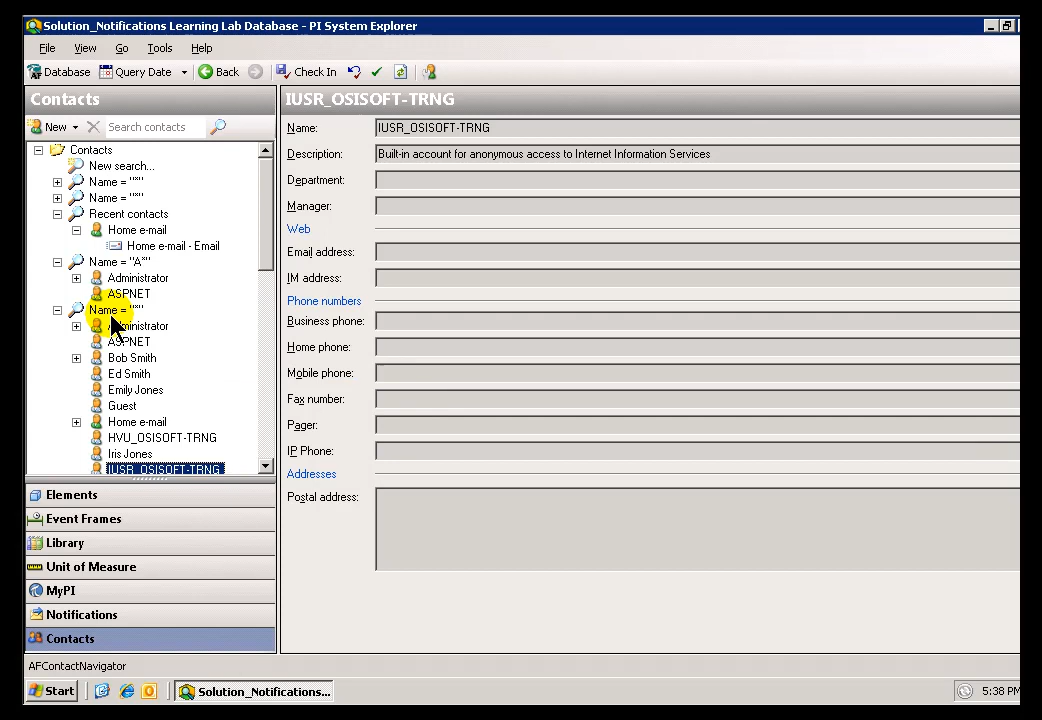 Solution_Notifications Learning Lab Database - PI System Explorer
File View Go Tools Help
Database Query Date Back Check In
Contacts
New Search contacts
Contacts
New search...
Name = "*"
Name = "*"
Recent contacts
Home e-mail
Home e-mail - Email
Name = "A*"
Administrator
ASPNET
Name = "*"
Administrator
ASPNET
Bob Smith
Ed Smith
Emily Jones
Guest
Home e-mail
HVU_OSISOFT-TRNG
Iris Jones
IUSR_OSISOFT-TRNG
Elements
Event Frames
Library
Unit of Measure
MyPI
Notifications
Contacts
IUSR_OSISOFT-TRNG
Name: IUSR_OSISOFT-TRNG
Description: Built-in account for anonymous access to Internet Information Services
Department:
Manager:
Web
Email address:
IM address:
Phone numbers
Business phone:
Home phone:
Mobile phone:
Fax number:
Pager:
IP Phone:
Addresses
Postal address:
AFContactNavigator
Start Solution_Notifications... 5:38 PM